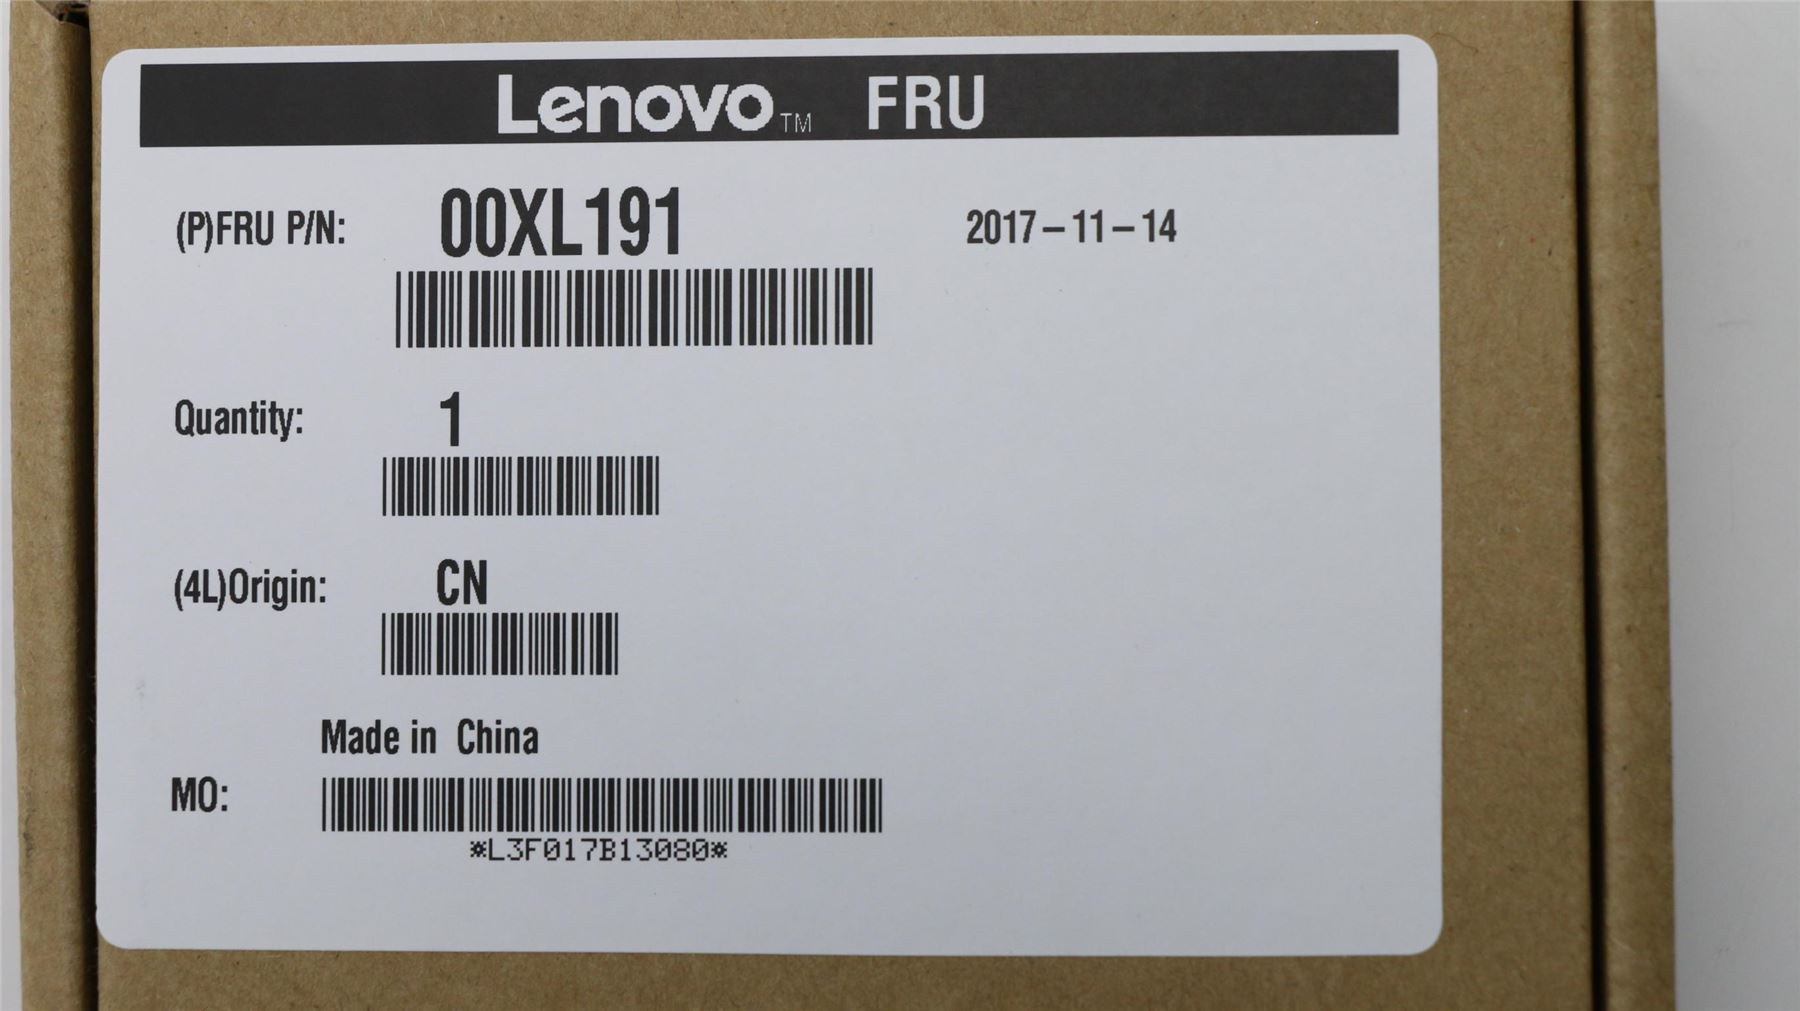 Lenovo™ FRU
(P)FRU P/N: 00XL191 2017-11-14
Quantity: 1
(4L)Origin: CN
Made in China
MO:
*L3F017B13080*